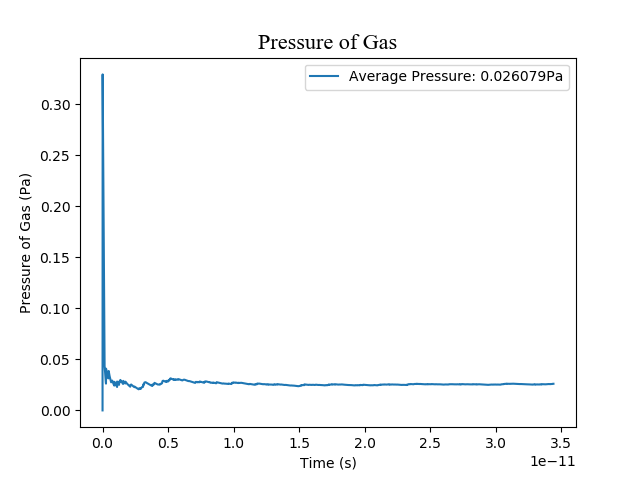 Pressure of Gas
Average Pressure: 0.026079Pa
Pressure of Gas (Pa)
0.30
0.25
0.20
0.15
0.10
0.05
0.00
0.0 0.5 1.0 1.5 2.0 2.5 3.0 3.5
Time (s)
1e−11